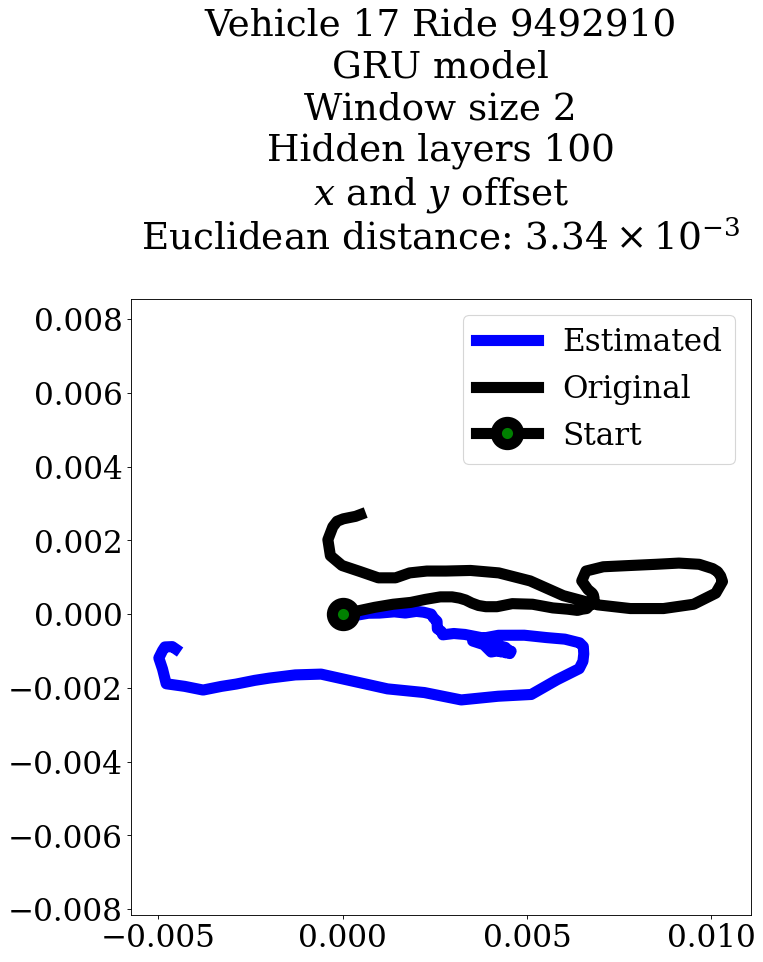 Vehicle 17 Ride 9492910
GRU model
Window size 2
Hidden layers 100
x and y offset
Euclidean distance: 3.34 × 10⁻³
Estimated
Original
Start
0.008
0.006
0.004
0.002
0.000
−0.002
−0.004
−0.006
−0.008
−0.005 0.000 0.005 0.010